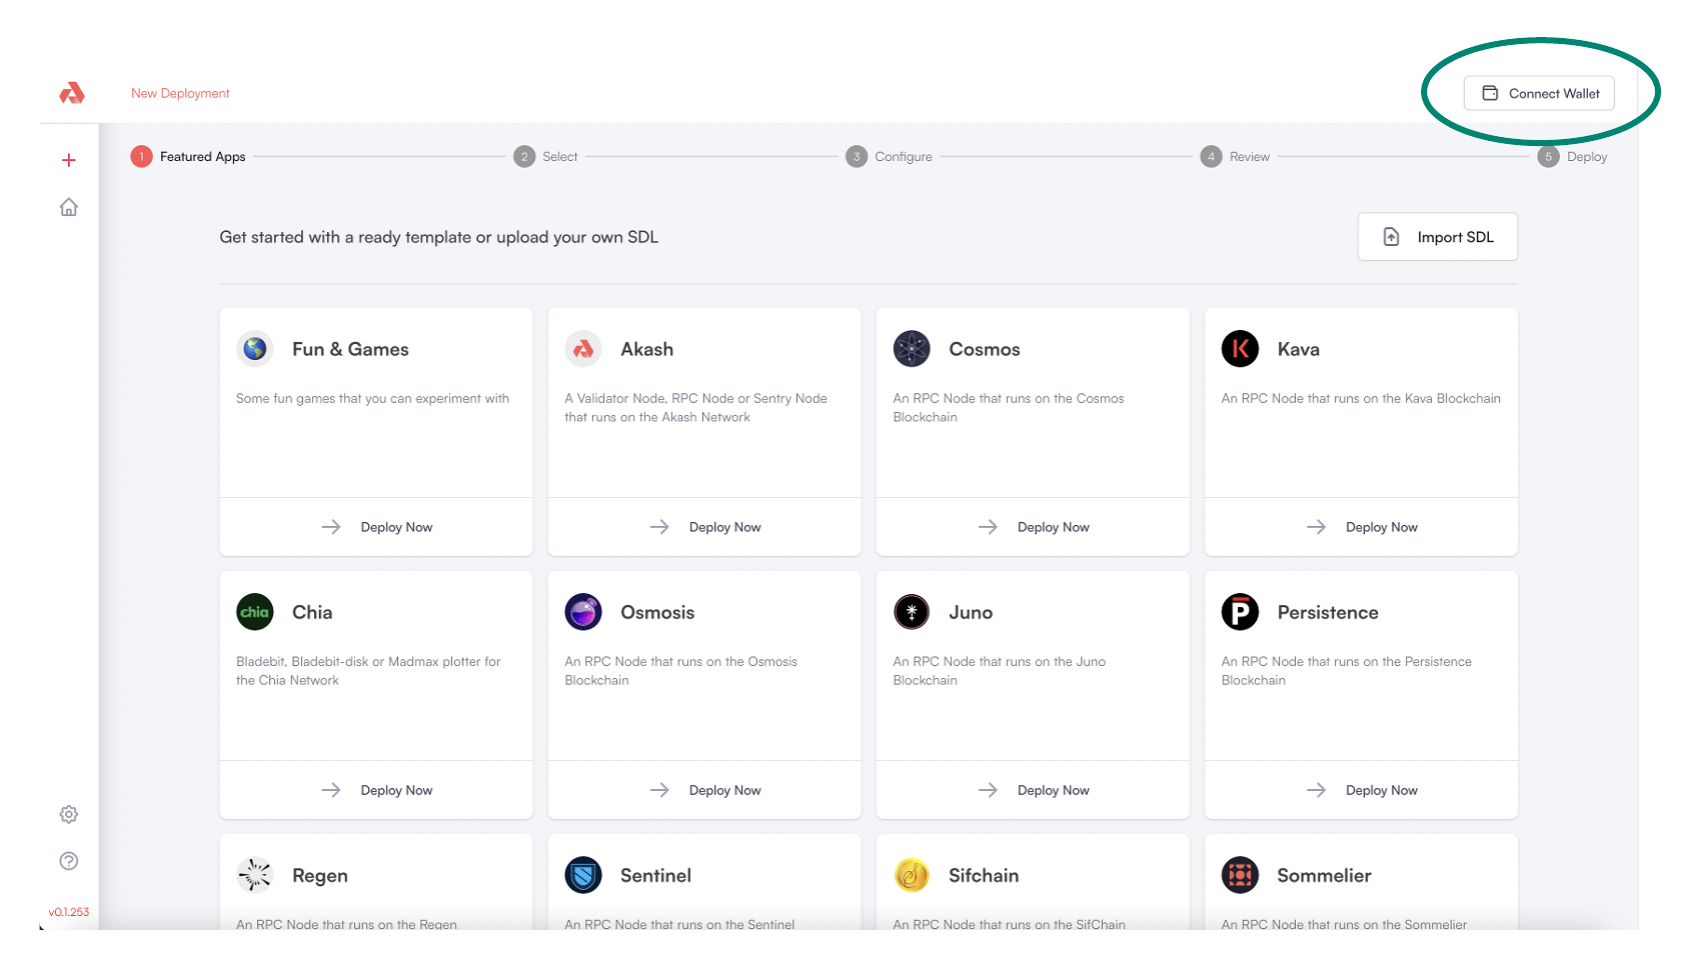 New Deployment
Connect Wallet
1 Featured Apps
2 Select
3 Configure
4 Review
5 Deploy
Get started with a ready template or upload your own SDL
Import SDL
Fun & Games
Some fun games that you can experiment with
Deploy Now
Akash
A Validator Node, RPC Node or Sentry Node
that runs on the Akash Network
Deploy Now
Cosmos
An RPC Node that runs on the Cosmos
Blockchain
Deploy Now
Kava
An RPC Node that runs on the Kava Blockchain
Deploy Now
chia
Chia
Bladebit, Bladebit-disk or Madmax plotter for
the Chia Network
Deploy Now
Osmosis
An RPC Node that runs on the Osmosis
Blockchain
Deploy Now
Juno
An RPC Node that runs on the Juno
Blockchain
Deploy Now
Persistence
An RPC Node that runs on the Persistence
Blockchain
Deploy Now
Regen
An RPC Node that runs on the Regen
Sentinel
An RPC Node that runs on the Sentinel
Sifchain
An RPC Node that runs on the SifChain
Sommelier
An RPC Node that runs on the Sommelier
v0.1.253